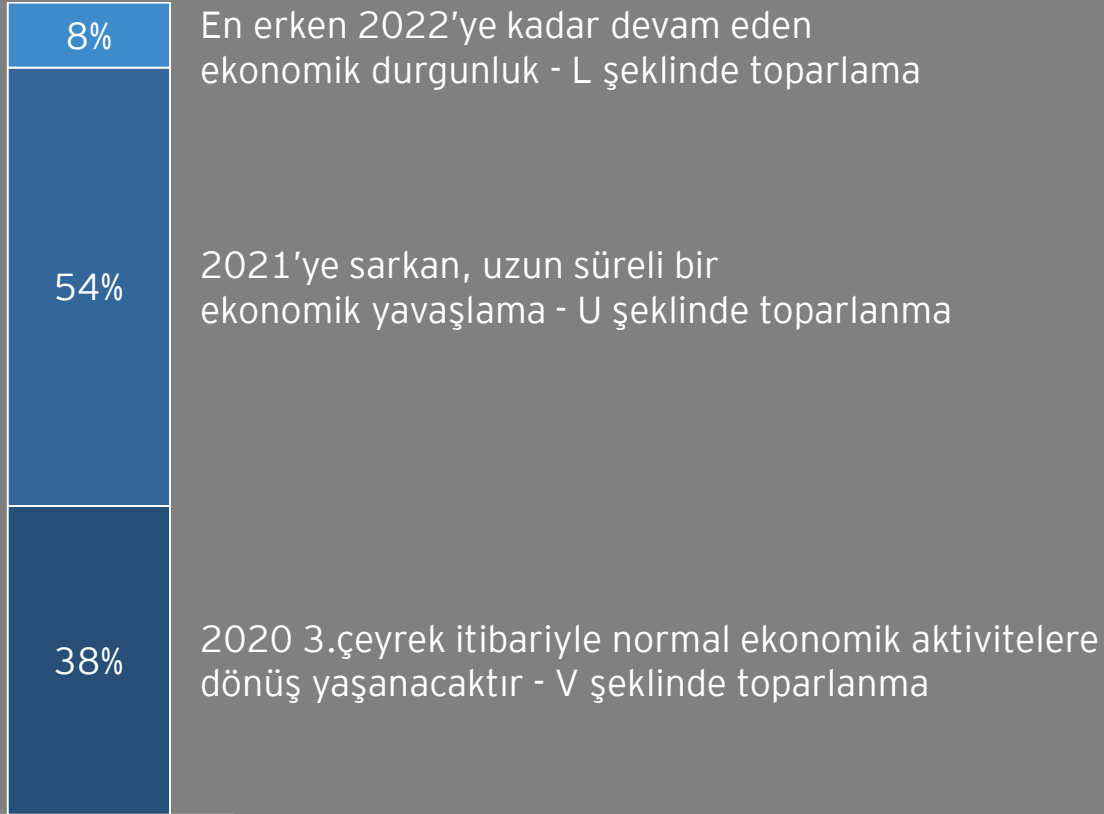 8%
En erken 2022’ye kadar devam eden
ekonomik durgunluk - L şeklinde toparlama
54%
2021’ye sarkan, uzun süreli bir
ekonomik yavaşlama - U şeklinde toparlanma
38%
2020 3.çeyrek itibariyle normal ekonomik aktivitelere
dönüş yaşanacaktır - V şeklinde toparlanma